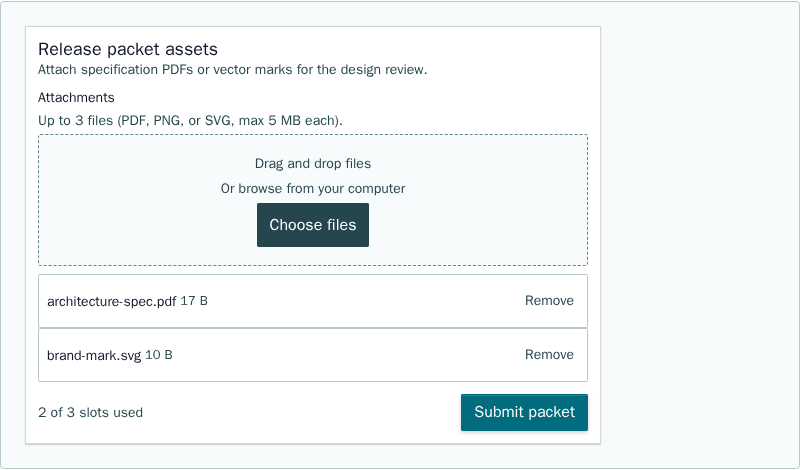 Release packet assets
Attach specification PDFs or vector marks for the design review.
Attachments
Up to 3 files (PDF, PNG, or SVG, max 5 MB each).
Drag and drop files
Or browse from your computer
Choose files
architecture-spec.pdf 17 B Remove
brand-mark.svg 10 B Remove
2 of 3 slots used Submit packet